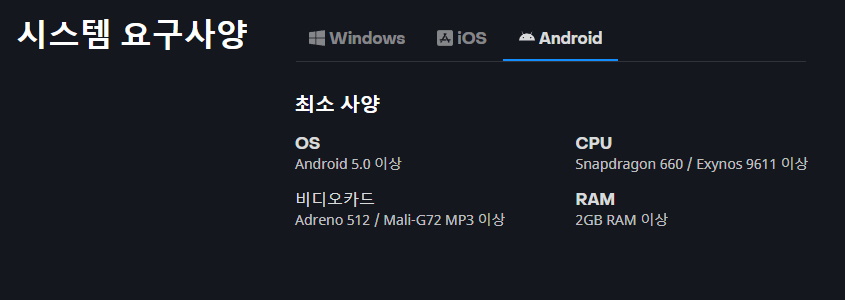 시스템 요구사양
Windows
iOS
Android
최소 사양
OS
Android 5.0 이상
CPU
Snapdragon 660 / Exynos 9611 이상
비디오카드
Adreno 512 / Mali-G72 MP3 이상
RAM
2GB RAM 이상